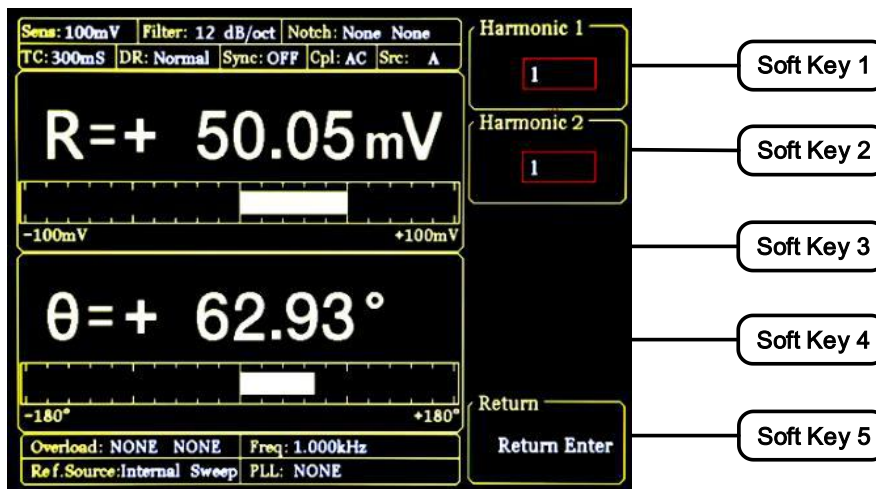 Sens: 100mV Filter: 12 dB/oct Notch: None None
TC: 300mS DR: Normal Sync: OFF Cpl: AC Src: A
R=+ 50.05 mV
-100mV +100mV
θ=+ 62.93°
-180° +180°
Overload: NONE NONE Freq: 1.000kHz
Ref.Source:Internal Sweep PLL: NONE
Harmonic 1
1
Harmonic 2
1
Return
Return Enter
Soft Key 1
Soft Key 2
Soft Key 3
Soft Key 4
Soft Key 5